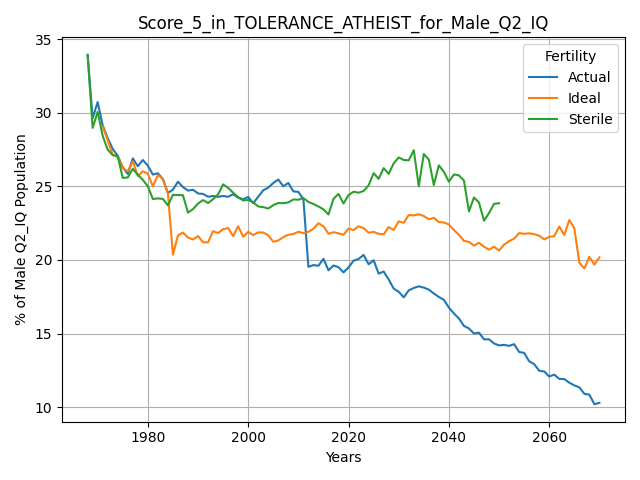 Score_5_in_TOLERANCE_ATHEIST_for_Male_Q2_IQ
% of Male Q2_IQ Population
35
30
25
20
15
10
Fertility
Actual
Ideal
Sterile
1980
2000
2020
2040
2060
Years